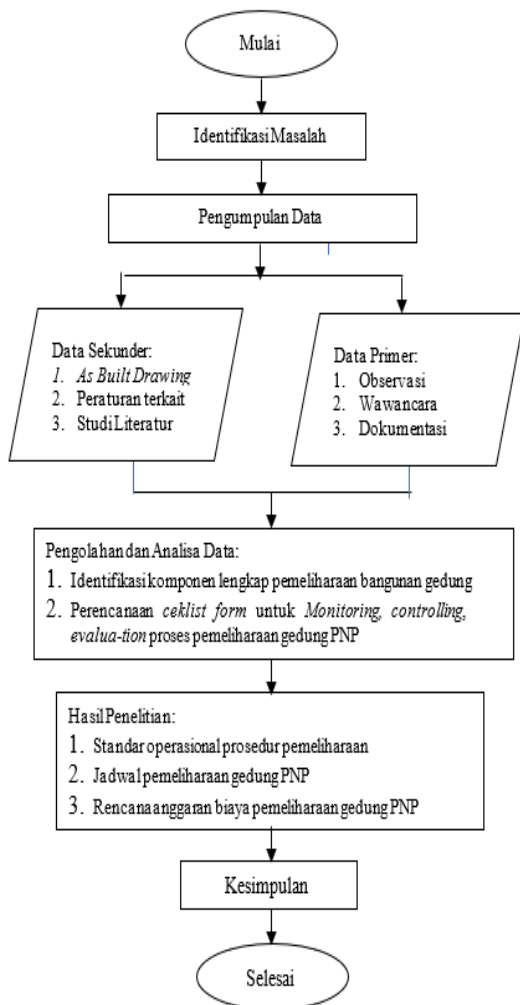 Mulai
Identifikasi Masalah
Pengumpulan Data
Data Sekunder:
1. As Built Drawing
2. Peraturan terkait
3. Studi Literatur
Data Primer:
1. Observasi
2. Wawancara
3. Dokumentasi
Pengolahan dan Analisa Data:
1. Identifikasi komponen lengkap pemeliharaan bangunan gedung
2. Perencanaan ceklist form untuk Monitoring, controlling,
evalua-tion proses pemeliharaan gedung PNP
Hasil Penelitian:
1. Standar operasional prosedur pemeliharaan
2. Jadwal pemeliharaan gedung PNP
3. Rencana anggaran biaya pemeliharaan gedung PNP
Kesimpulan
Selesai